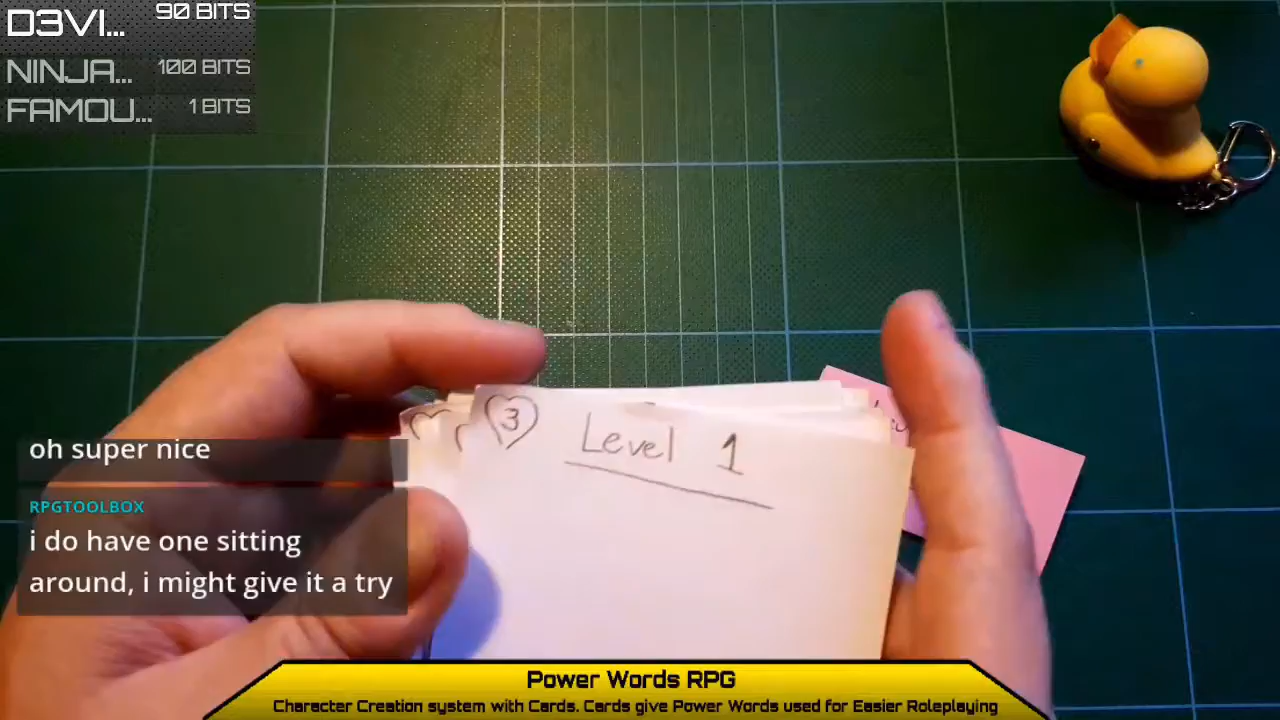 D3VI... 90 BITS
NINJA... 100 BITS
FAMOU... 1 BITS
3 Level 1
oh super nice
RPGTOOLBOX
i do have one sitting
around, i might give it a try
Power Words RPG
Character Creation system with Cards. Cards give Power Words used for Easier Roleplaying